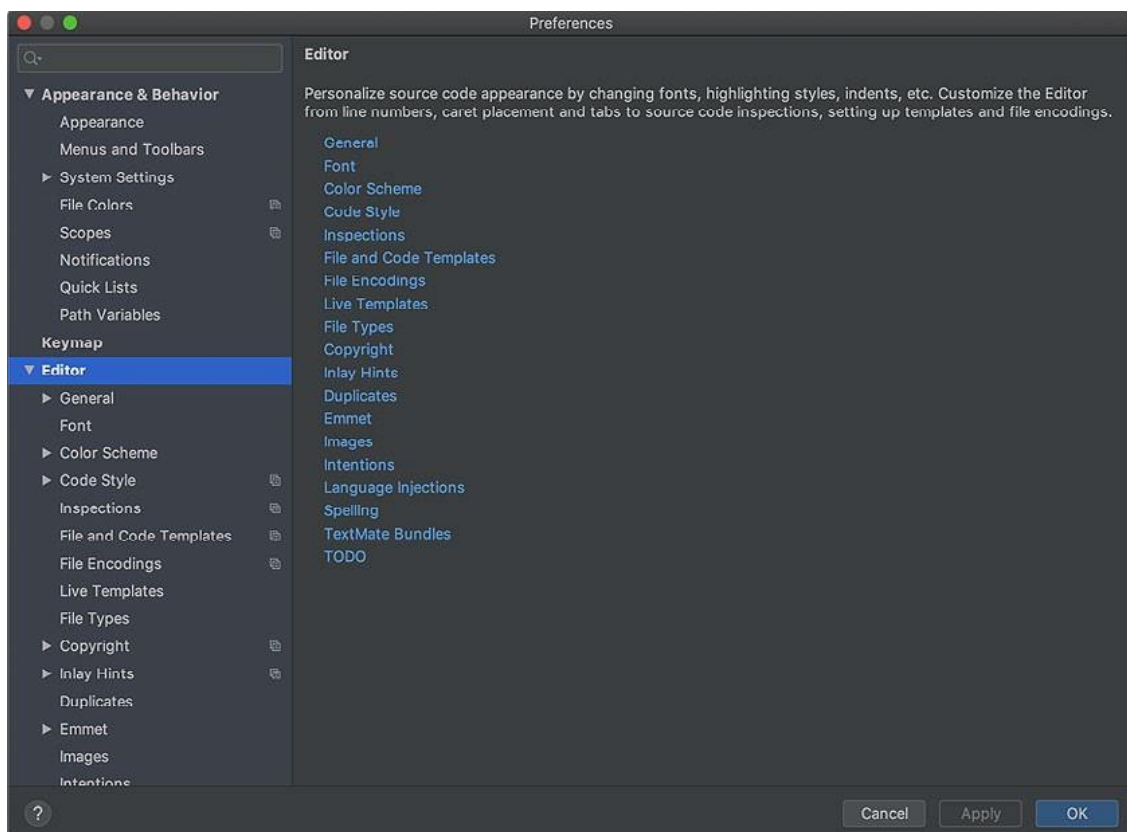 Preferences
Appearance & Behavior
Appearance
Menus and Toolbars
System Settings
File Colors
Scopes
Notifications
Quick Lists
Path Variables
Keymap
Editor
General
Font
Color Scheme
Code Style
Inspections
File and Code Templates
File Encodings
Live Templates
File Types
Copyright
Inlay Hints
Duplicates
Emmet
Images
Intentions
Editor
Personalize source code appearance by changing fonts, highlighting styles, indents, etc. Customize the Editor
from line numbers, caret placement and tabs to source code inspections, setting up templates and file encodings.
General
Font
Color Scheme
Code Style
Inspections
File and Code Templates
File Encodings
Live Templates
File Types
Copyright
Inlay Hints
Duplicates
Emmet
Images
Intentions
Language Injections
Spelling
TextMate Bundles
TODO
?
Cancel
Apply
OK